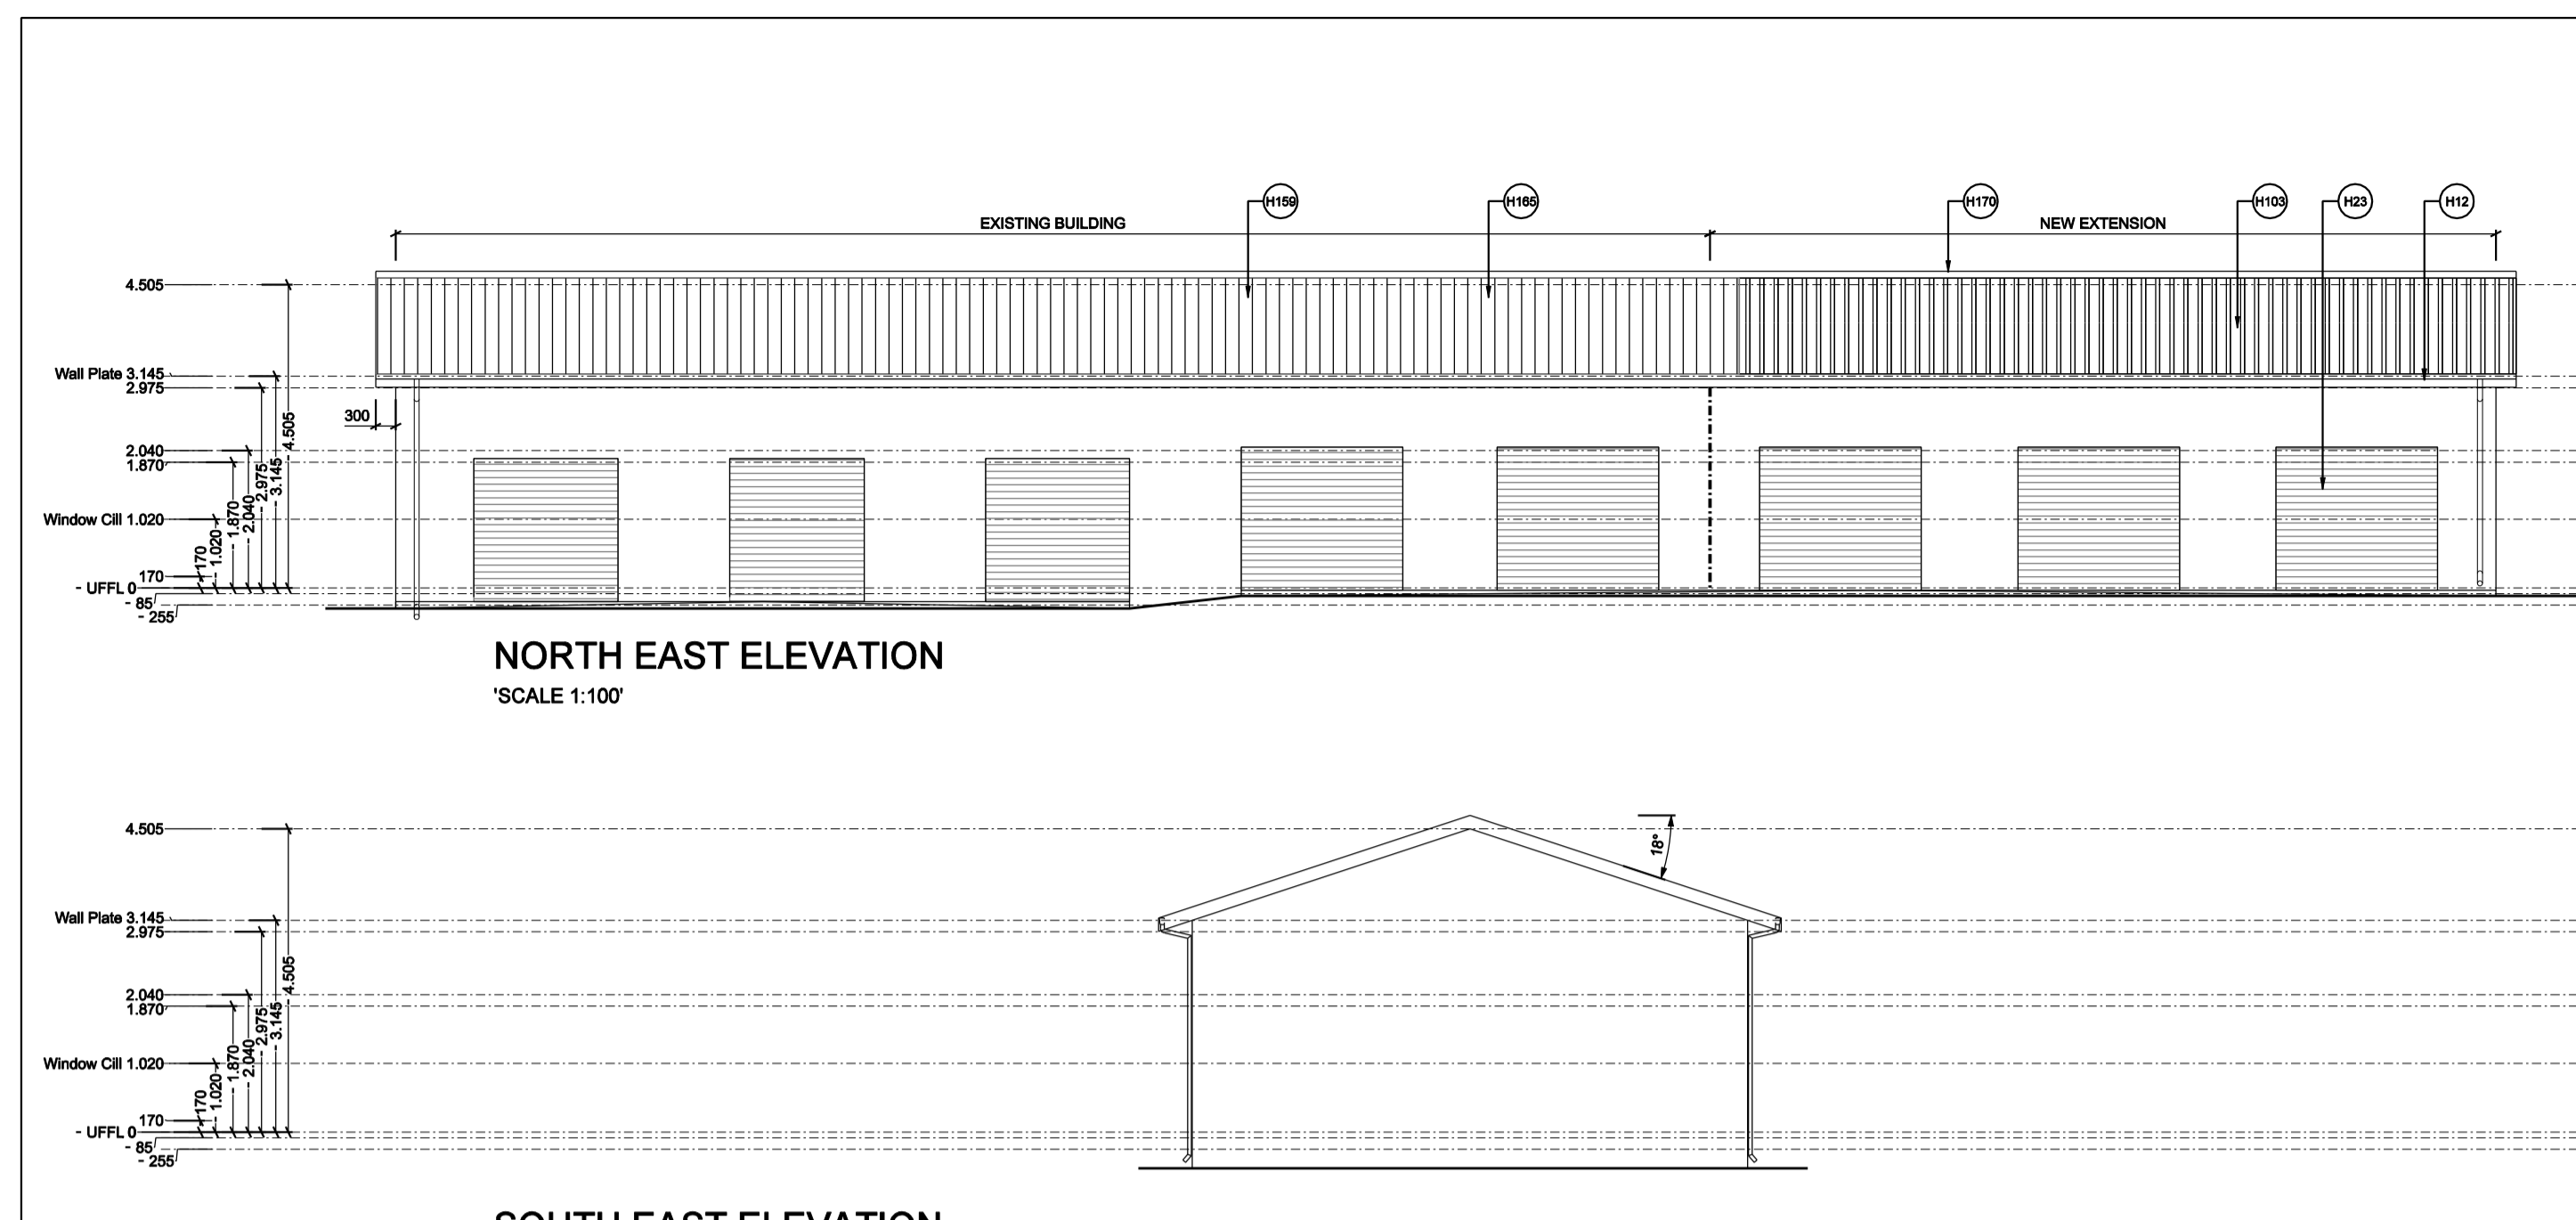 H159
H165
H170
H103
H23
H12
EXISTING BUILDING
NEW EXTENSION
4.505
Wall Plate 3.145
2.975
2.040
1.870
Window Cill 1.020
170
- UFFL 0
- 85
- 255
170
1.020
1.870
2.040
2.975
3.145
4.505
300
NORTH EAST ELEVATION
'SCALE 1:100'
4.505
Wall Plate 3.145
2.975
2.040
1.870
Window Cill 1.020
170
- UFFL 0
- 85
- 255
170
1.020
1.870
2.040
2.975
3.145
4.505
18°
SOUTH EAST ELEVATION